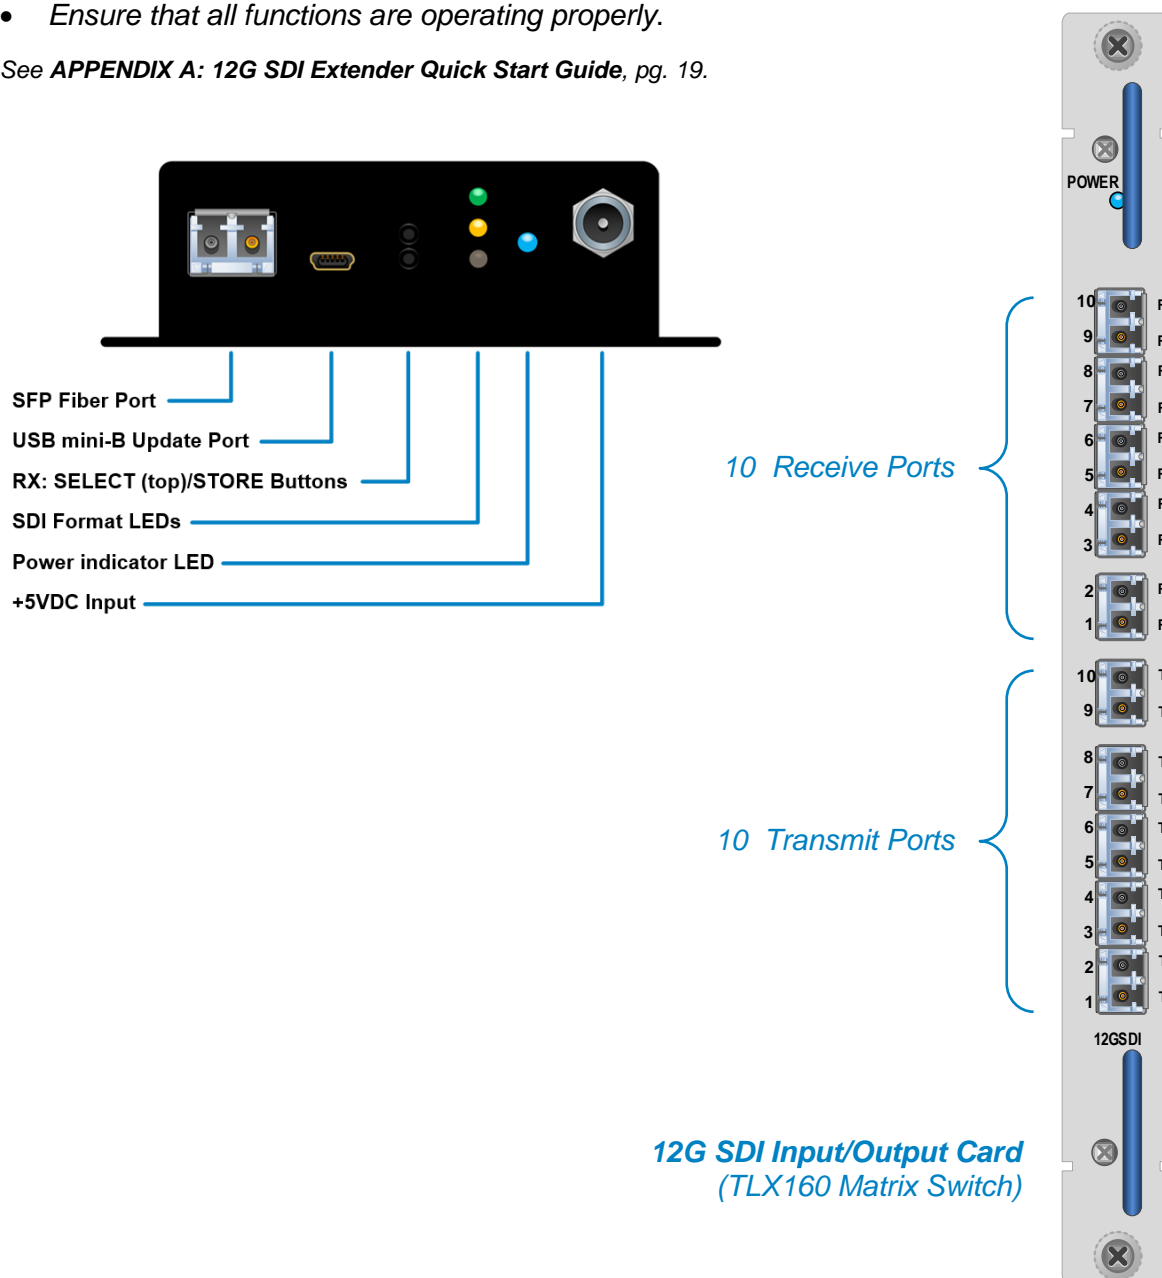 • Ensure that all functions are operating properly.
See APPENDIX A: 12G SDI Extender Quick Start Guide, pg. 19.
SFP Fiber Port
USB mini-B Update Port
RX: SELECT (top)/STORE Buttons
SDI Format LEDs
Power indicator LED
+5VDC Input
10 Receive Ports
10 Transmit Ports
12G SDI Input/Output Card
(TLX160 Matrix Switch)
POWER
10
9
8
7
6
5
4
3
2
1
10
9
8
7
6
5
4
3
2
1
12GSDI